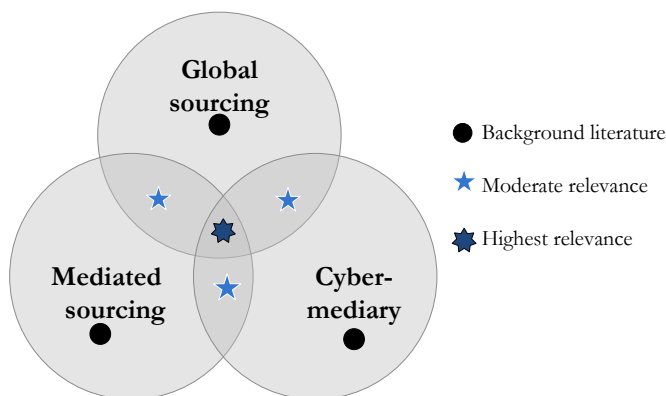 Global
sourcing
Background literature
Moderate relevance
Highest relevance
Mediated
sourcing
Cyber-
mediary